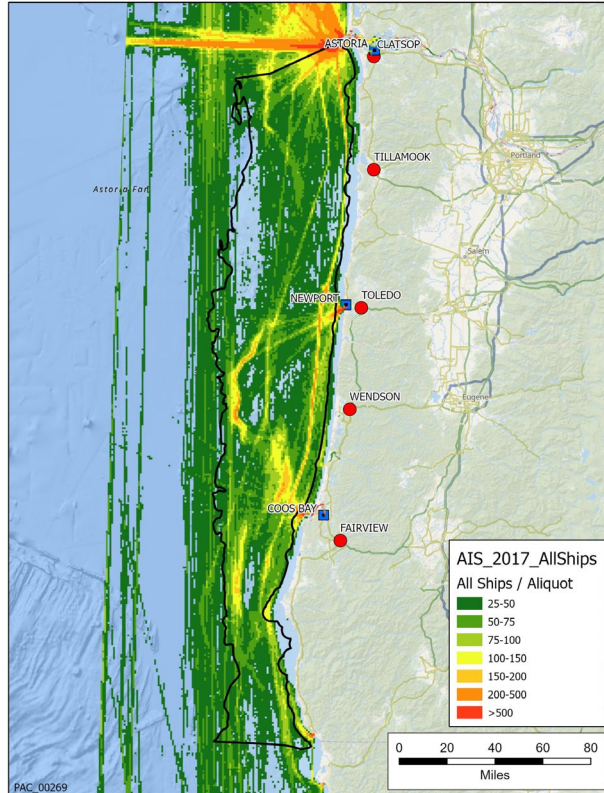 ASTORIA
CLATSOP
Portland
TILLAMOOK
Astoria Fan
Salem
NEWPORT
TOLEDO
WENDSON
Eugene
COOS BAY
FAIRVIEW
AIS_2017_AllShips
All Ships / Aliquot
25-50
50-75
75-100
100-150
150-200
200-500
>500
0 20 40 60 80
Miles
PAC_00269